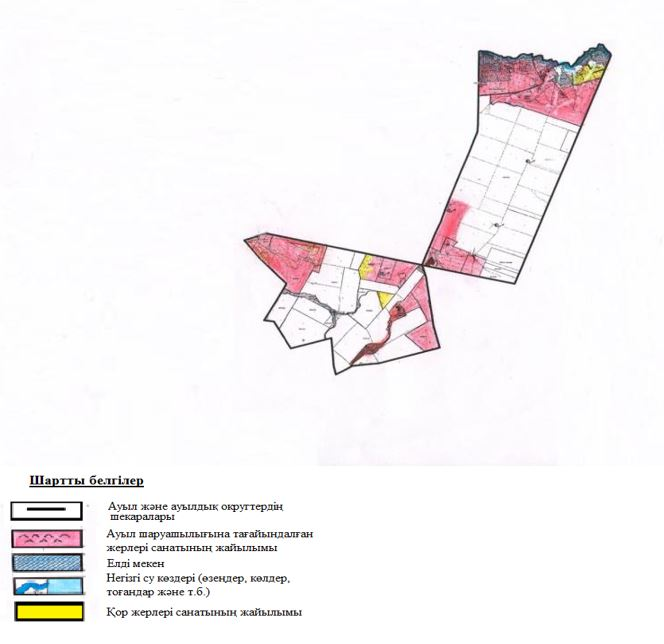 Шартты белгілер
Ауыл және ауылдық округтердің
шекаралары
Ауыл шаруашылығына тағайындалған
жерлері санатының жайылымы
Елді мекен
Негізгі су көздері (өзеңдер, көлдер,
тоғандар және т.б.)
Қор жерлері санатының жайылымы